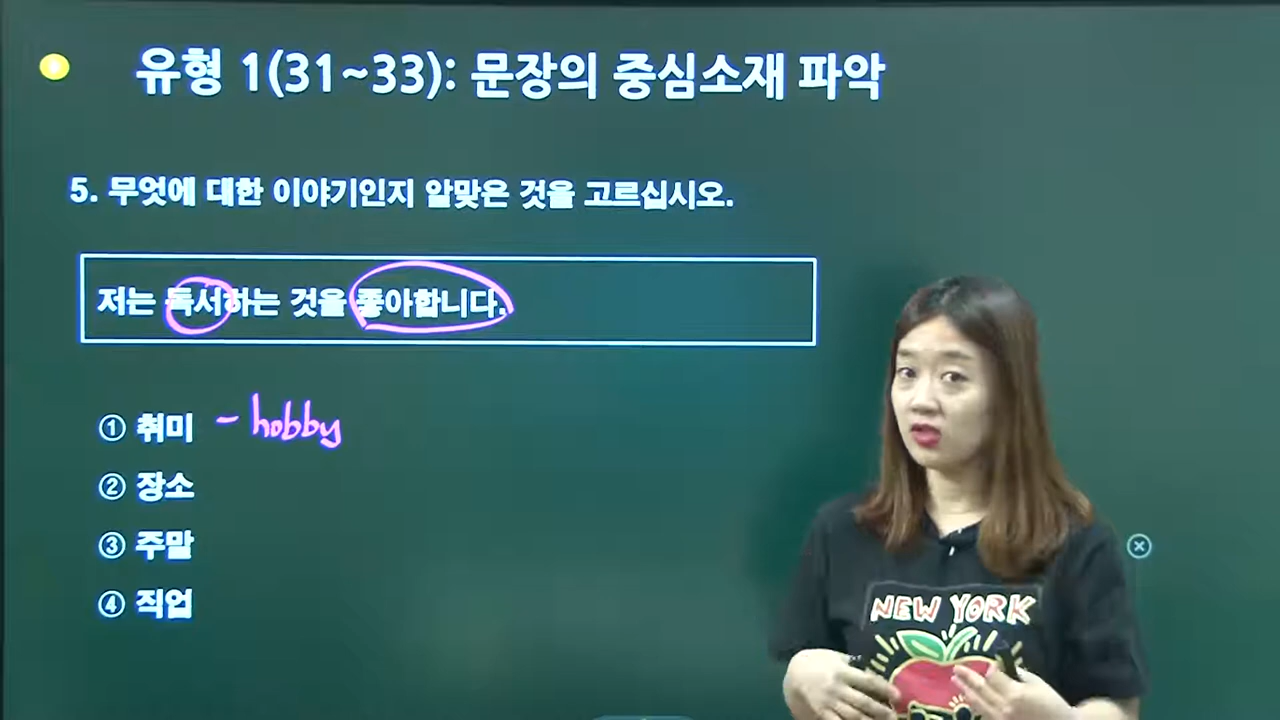 유형 1(31~33): 문장의 중심소재 파악
5. 무엇에 대한 이야기인지 알맞은 것을 고르십시오.
저는 독서하는 것을 좋아합니다.
① 취미 - hobby
② 장소
③ 주말
④ 직업
NEW YORK